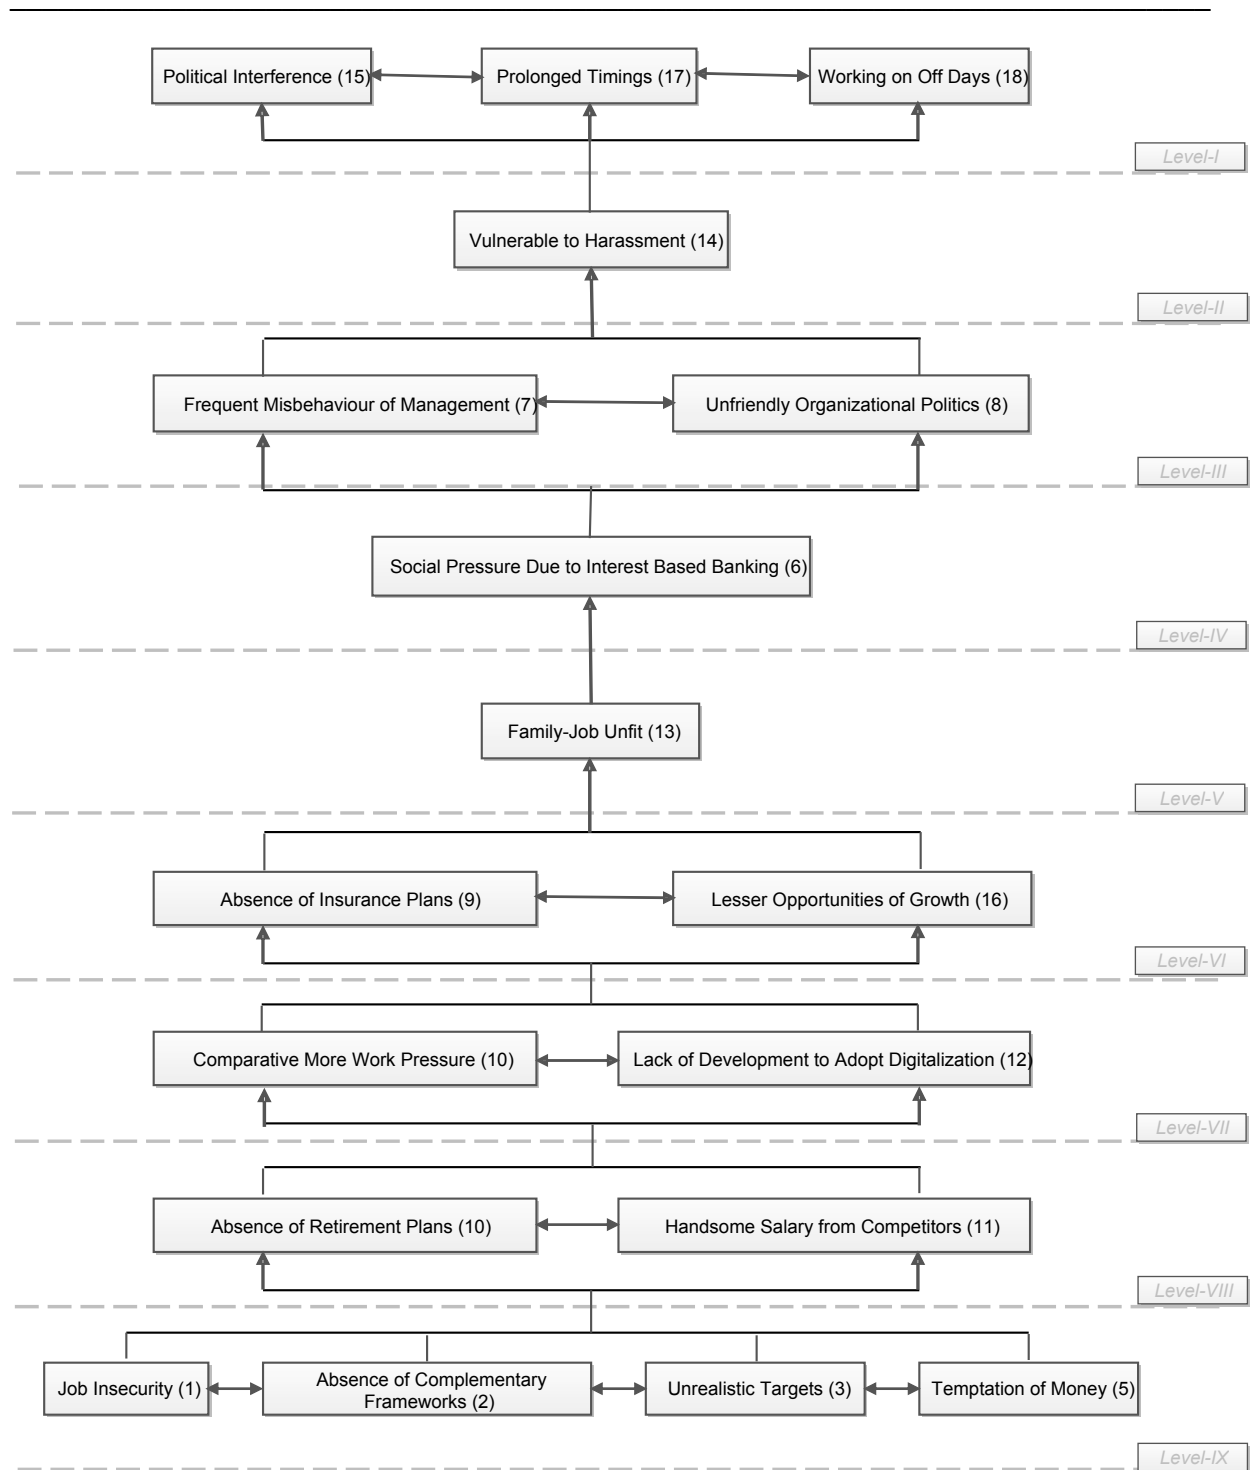 Political Interference (15)
Prolonged Timings (17)
Working on Off Days (18)
Level-I
Vulnerable to Harassment (14)
Level-II
Frequent Misbehaviour of Management (7)
Unfriendly Organizational Politics (8)
Level-III
Social Pressure Due to Interest Based Banking (6)
Level-IV
Family-Job Unfit (13)
Level-V
Absence of Insurance Plans (9)
Lesser Opportunities of Growth (16)
Level-VI
Comparative More Work Pressure (10)
Lack of Development to Adopt Digitalization (12)
Level-VII
Absence of Retirement Plans (10)
Handsome Salary from Competitors (11)
Level-VIII
Job Insecurity (1)
Absence of Complementary
Frameworks (2)
Unrealistic Targets (3)
Temptation of Money (5)
Level-IX